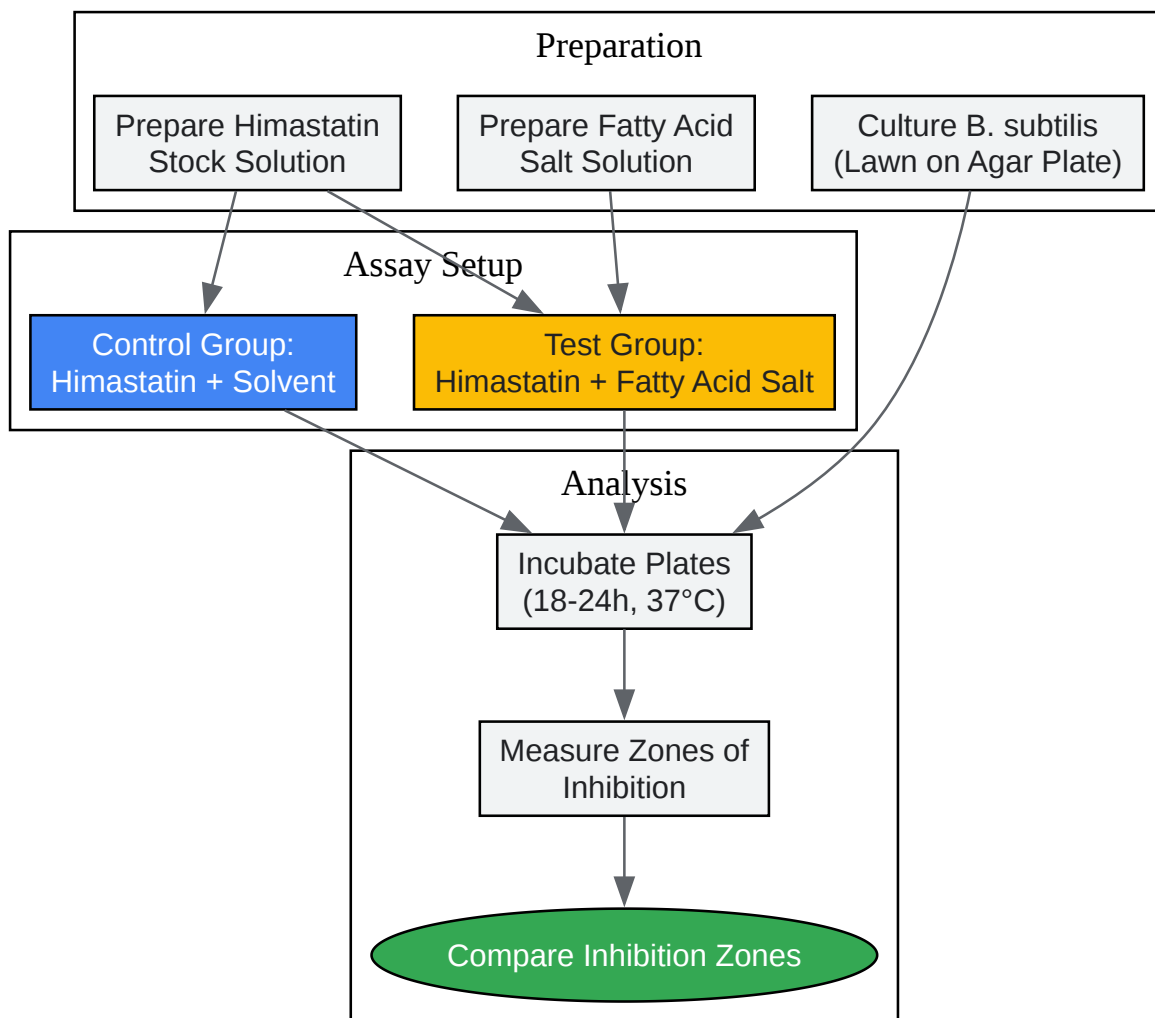 Preparation
Prepare Himastatin
Stock Solution
Prepare Fatty Acid
Salt Solution
Culture B. subtilis
(Lawn on Agar Plate)
Assay Setup
Control Group:
Himastatin + Solvent
Test Group:
Himastatin + Fatty Acid Salt
Analysis
Incubate Plates
(18-24h, 37°C)
Measure Zones of
Inhibition
Compare Inhibition Zones